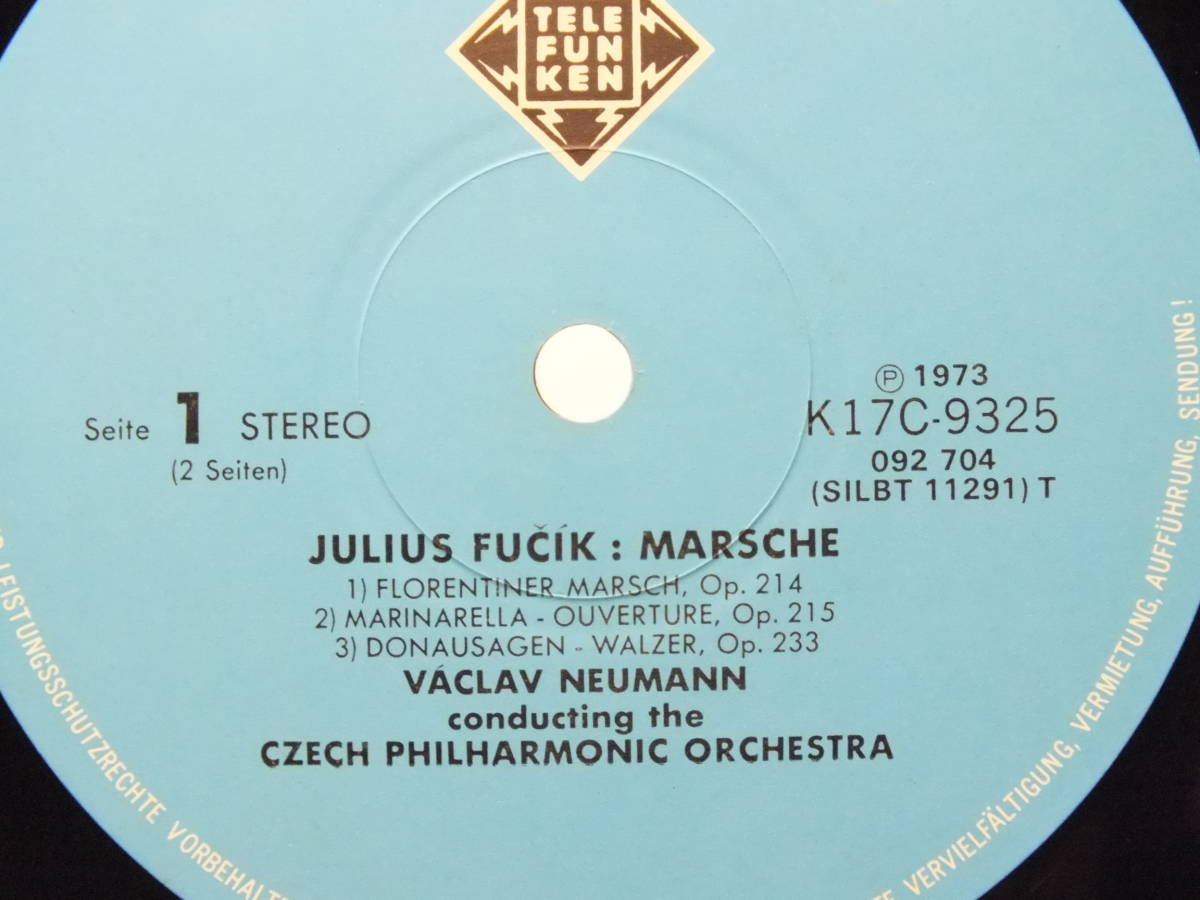 TELE
FUN
KEN
Seite 1 STEREO
(2 Seiten)
Ⓟ 1973
K17C-9325
092 704
(SILBT 11291) T
JULIUS FUČÍK : MARSCHE
1) FLORENTINER MARSCH, Op. 214
2) MARINARELLA - OUVERTURE, Op. 215
3) DONAUSAGEN - WALZER, Op. 233
VÁCLAV NEUMANN
conducting the
CZECH PHILHARMONIC ORCHESTRA
LEISTUNGSSCHUTZRECHTE VORBEHALTE
VERVIELFÄLTIGUNG, VERMIETUNG, AUFFÜHRUNG, SENDUNG!